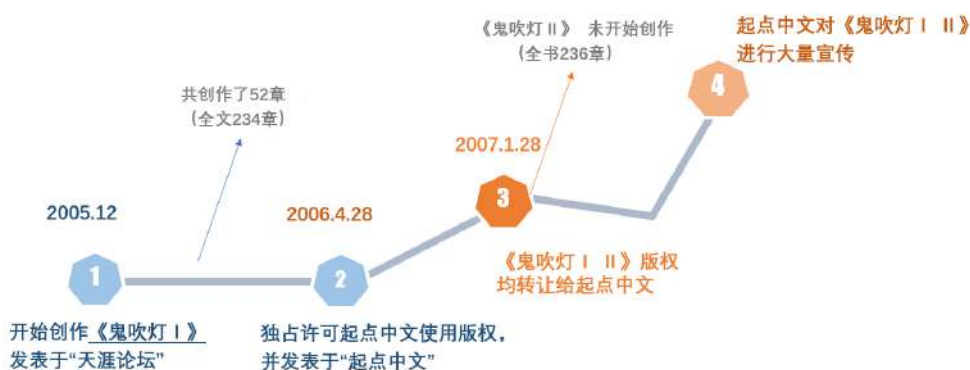 《鬼吹灯Ⅱ》 未开始创作
（全书236章）
起点中文对《鬼吹灯Ⅰ Ⅱ》
进行大量宣传
4
共创作了52章
（全文234章）
2007.1.28
3
2005.12
2006.4.28
1
2
《鬼吹灯Ⅰ Ⅱ》版权
均转让给起点中文
开始创作《鬼吹灯Ⅰ》
发表于“天涯论坛”
独占许可起点中文使用版权，
并发表于“起点中文”